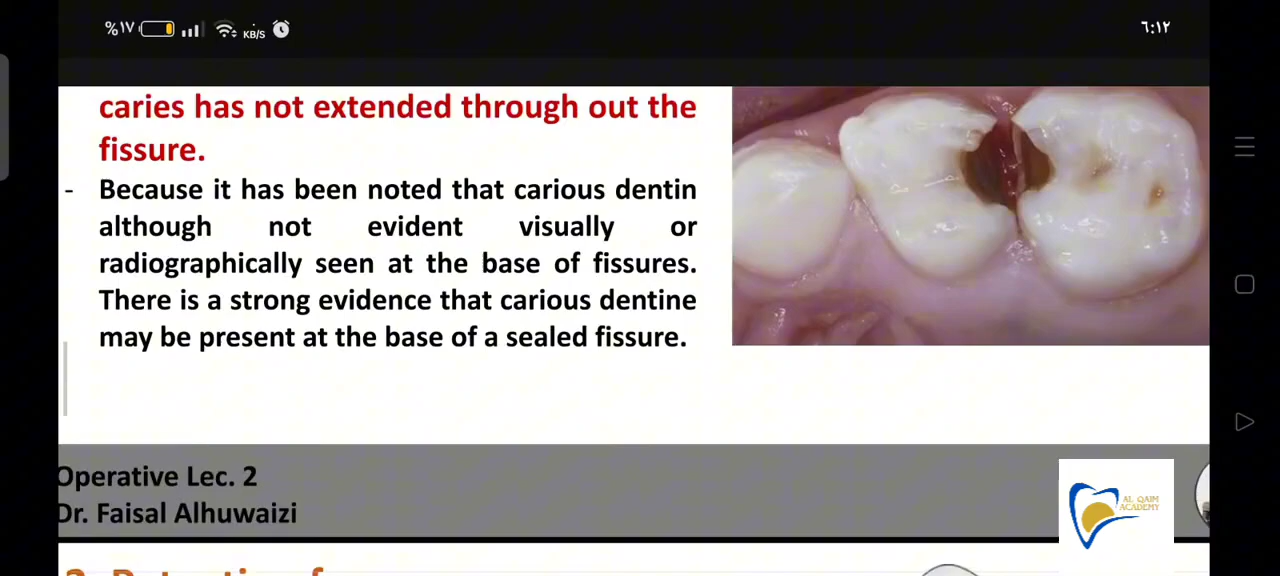 %١٧ KB/S ٦:١٢
caries has not extended through out the
fissure.
- Because it has been noted that carious dentin
although not evident visually or
radiographically seen at the base of fissures.
There is a strong evidence that carious dentine
may be present at the base of a sealed fissure.
Operative Lec. 2
Dr. Faisal Alhuwaizi
AL QAIM
ACADEMY